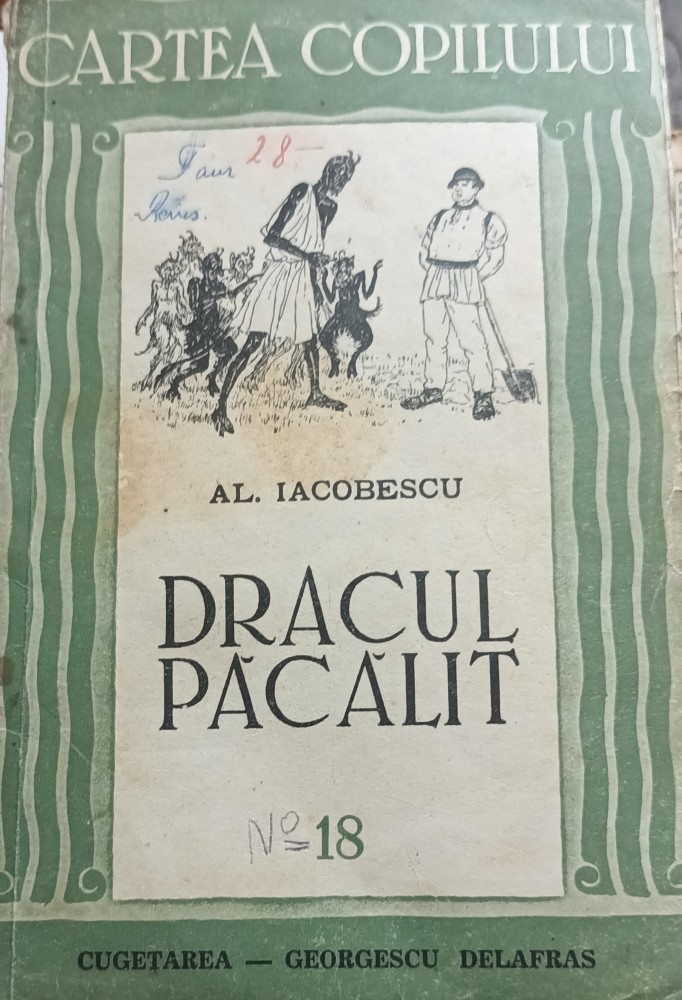 CARTEA COPILULUI
28-
AL. IACOBESCU
DRACUL
PĂCĂLIT
No 18
CUGETAREA — GEORGESCU DELAFRAS